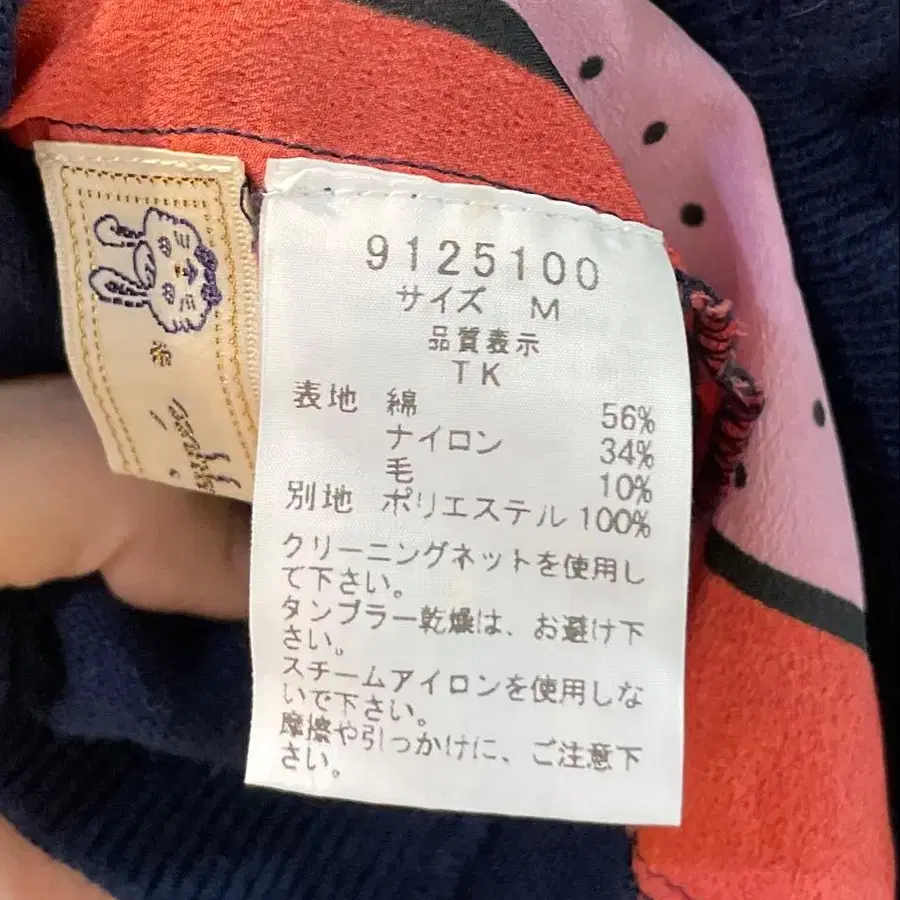 9125100
サイズ M
品質表示
TK
表地 綿 56%
ナイロン 34%
毛 10%
別地 ポリエステル 100%
クリーニングネットを使用し
て下さい。
タンブラー乾燥は、お避け下
さい。
スチームアイロンを使用しな
いで下さい。
摩擦や引っかけに、ご注意下
さい。